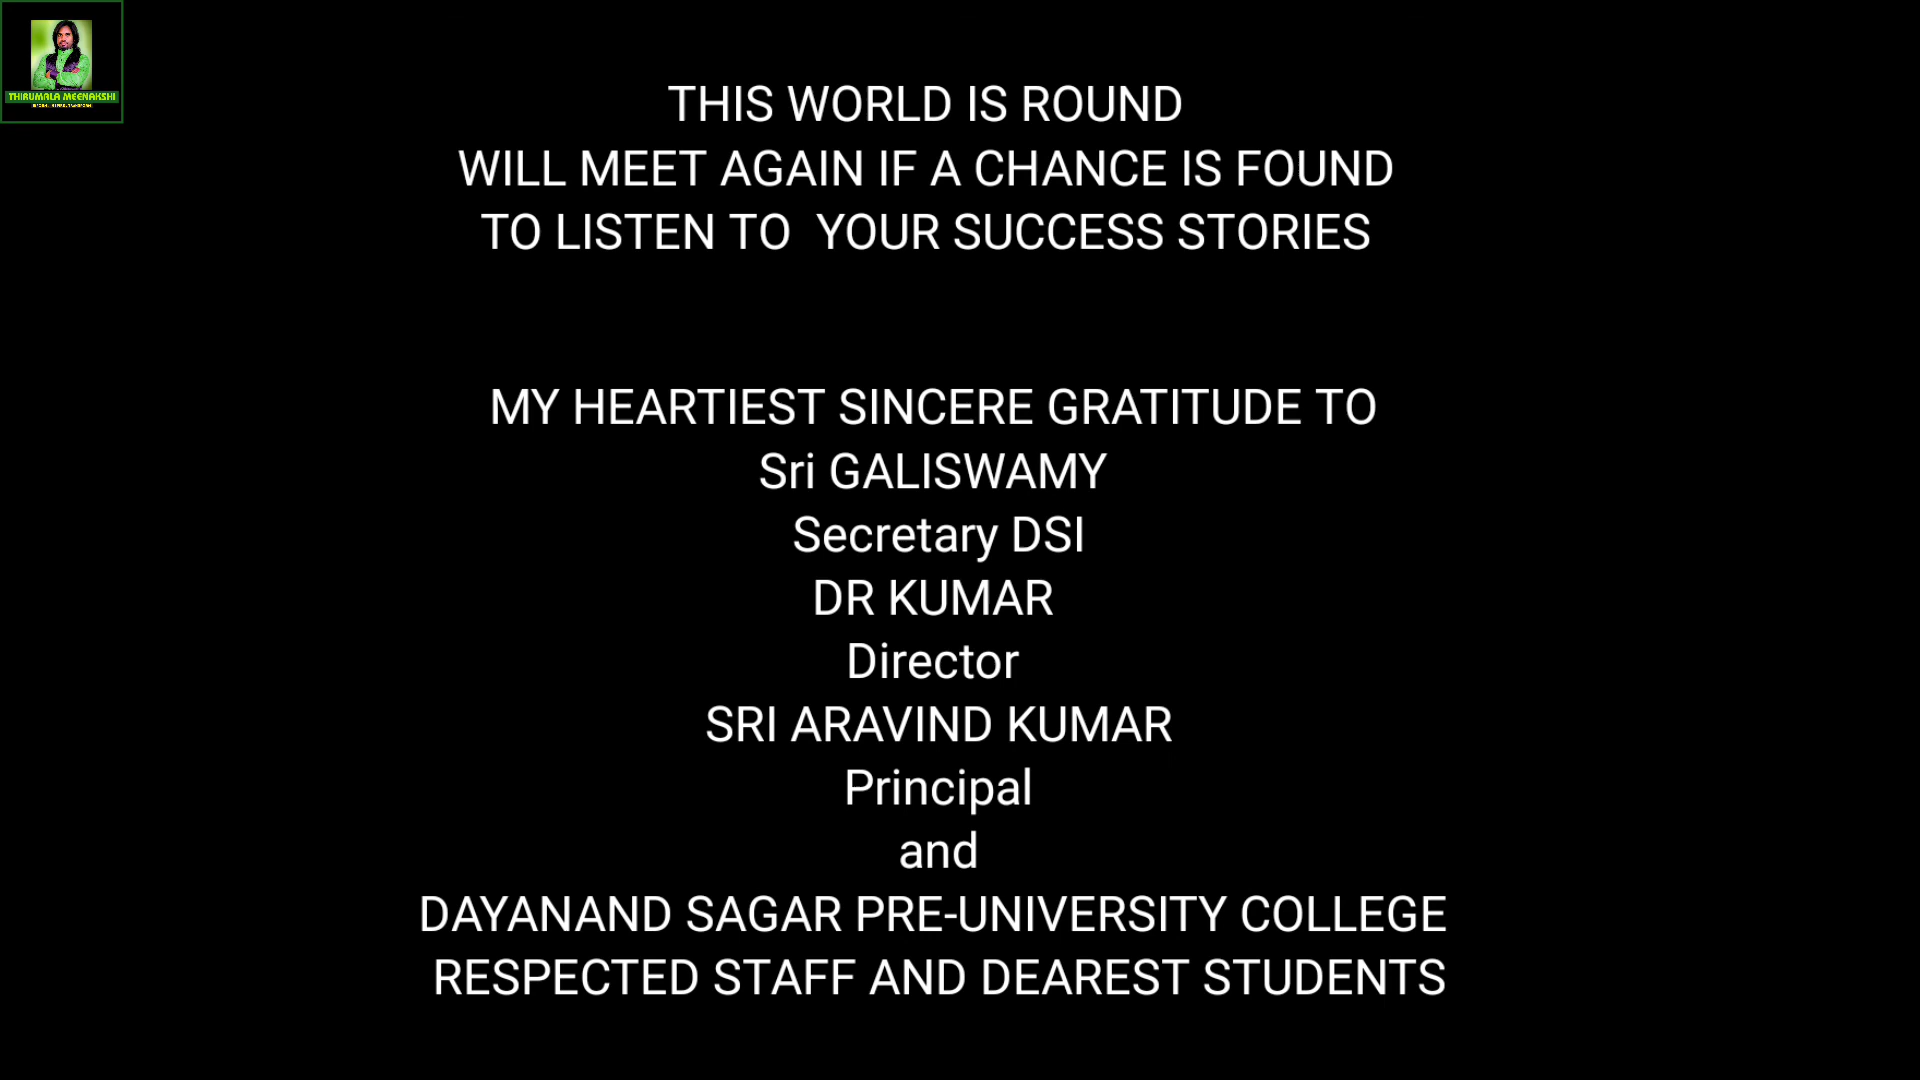 THIRUMALA MEENAKSHI
THIS WORLD IS ROUND
WILL MEET AGAIN IF A CHANCE IS FOUND
TO LISTEN TO  YOUR SUCCESS STORIES
MY HEARTIEST SINCERE GRATITUDE TO
Sri GALISWAMY
Secretary DSI
DR KUMAR
Director
SRI ARAVIND KUMAR
Principal
and
DAYANAND SAGAR PRE-UNIVERSITY COLLEGE
RESPECTED STAFF AND DEAREST STUDENTS